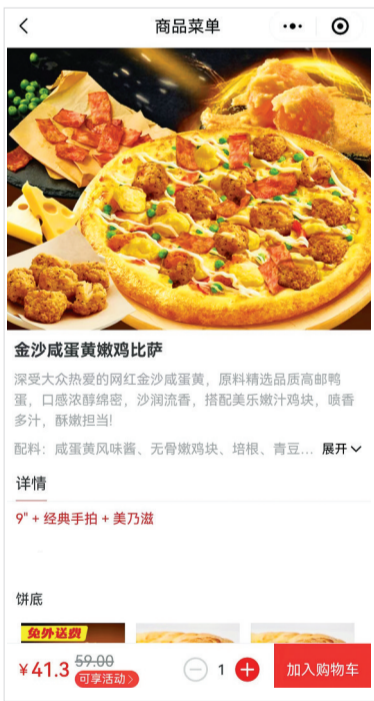 商品菜单
金沙咸蛋黄嫩鸡比萨
深受大众热爱的网红金沙咸蛋黄，原料精选品质高邮鸭
蛋，口感浓醇绵密，沙润流香，搭配美乐嫩汁鸡块，喷香
多汁，酥嫩担当!
配料：咸蛋黄风味酱、无骨嫩鸡块、培根、青豆... 展开
详情
9" + 经典手拍 + 美乃滋
饼底
免外送费
¥41.3 59.00
可享活动
1
加入购物车